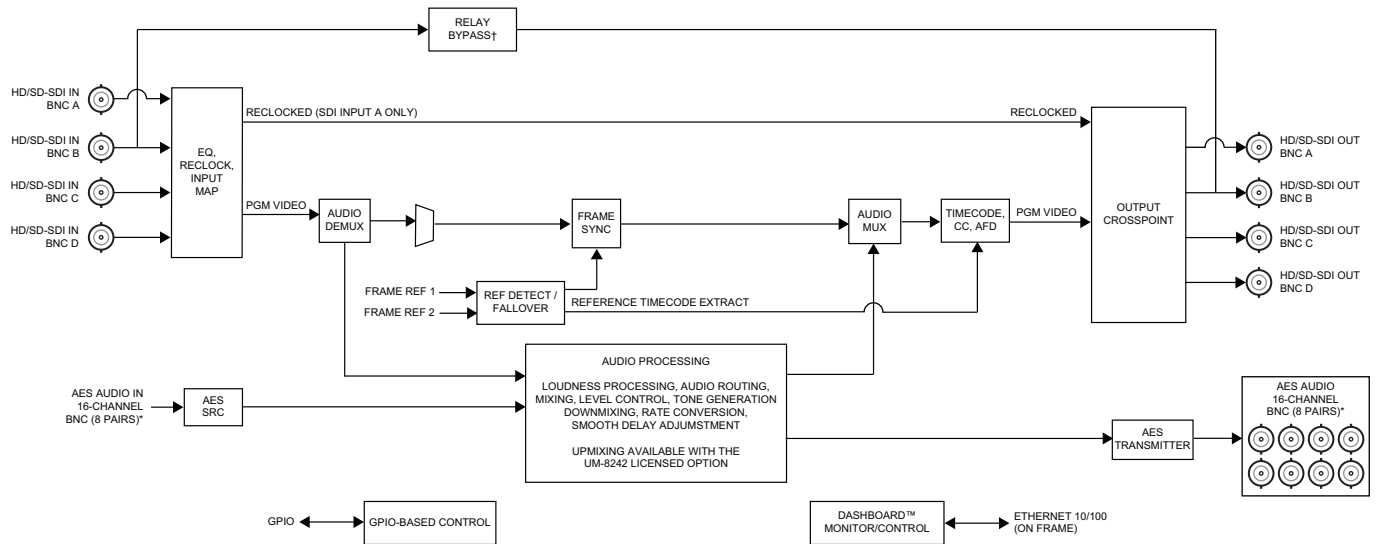 RELAY
BYPASS†
HD/SD-SDI IN
BNC A
HD/SD-SDI IN
BNC B
HD/SD-SDI IN
BNC C
HD/SD-SDI IN
BNC D
EQ,
RECLOCK,
INPUT
MAP
RECLOCKED (SDI INPUT A ONLY)
RECLOCKED
PGM VIDEO
AUDIO
DEMUX
FRAME
SYNC
AUDIO
MUX
TIMECODE,
CC, AFD
PGM VIDEO
OUTPUT
CROSSPOINT
HD/SD-SDI OUT
BNC A
HD/SD-SDI OUT
BNC B
HD/SD-SDI OUT
BNC C
HD/SD-SDI OUT
BNC D
FRAME REF 1
FRAME REF 2
REF DETECT /
FALLOVER
REFERENCE TIMECODE EXTRACT
AES AUDIO IN
16-CHANNEL
BNC (8 PAIRS)*
AES
SRC
AUDIO PROCESSING
LOUDNESS PROCESSING, AUDIO ROUTING,
MIXING, LEVEL CONTROL, TONE GENERATION
DOWNMIXING, RATE CONVERSION,
SMOOTH DELAY ADJUMSTMENT
UPMIXING AVAILABLE WITH THE
UM-8242 LICENSED OPTION
AES
TRANSMITTER
AES AUDIO
16-CHANNEL
BNC (8 PAIRS)*
GPIO
GPIO-BASED CONTROL
DASHBOARD™
MONITOR/CONTROL
ETHERNET 10/100
(ON FRAME)